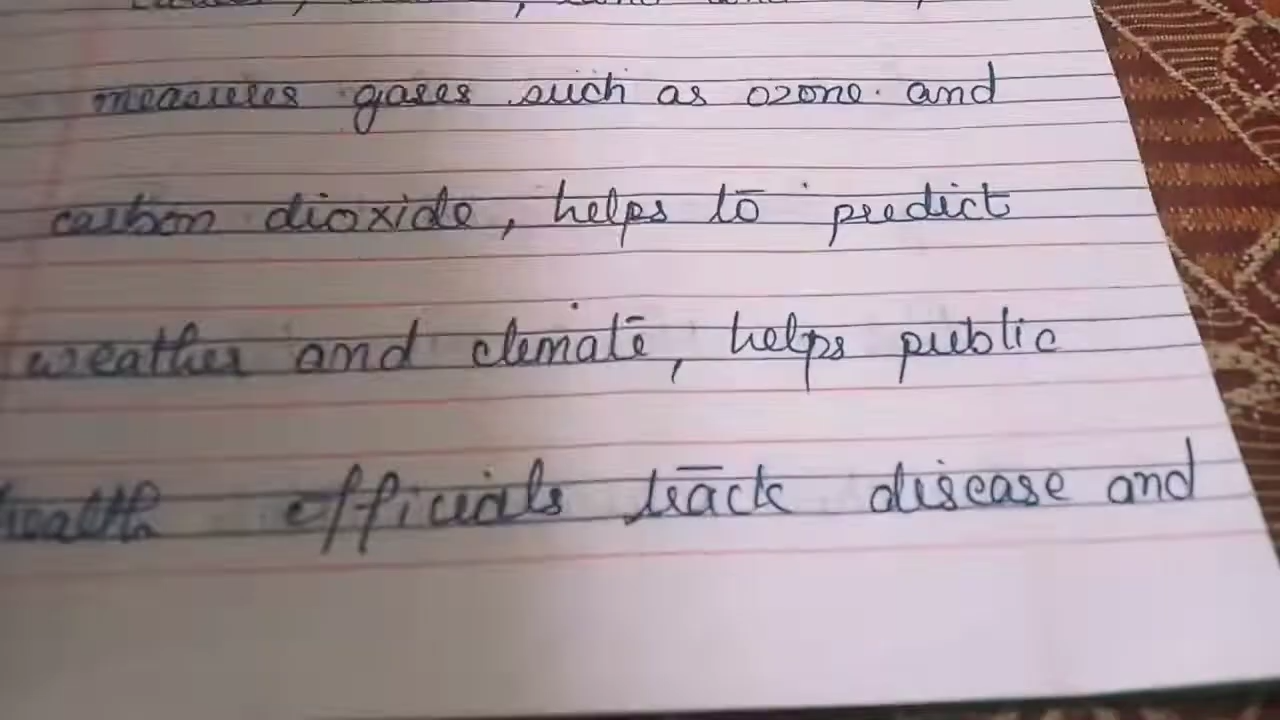 measures gases such as ozone and
carbon dioxide, helps to predict
weather and climate, helps public
health officials track disease and